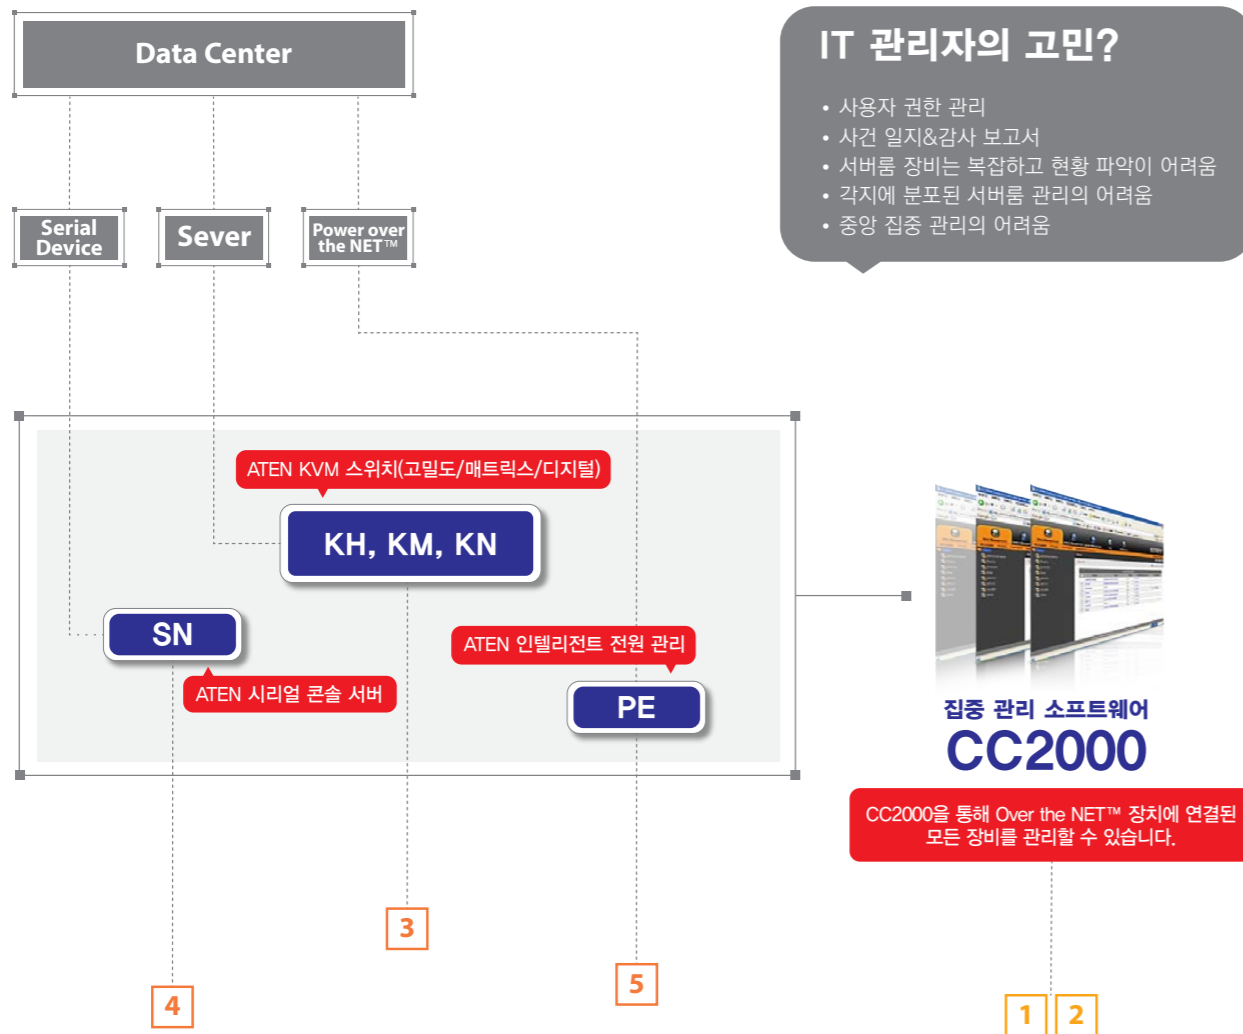 Data Center
IT 관리자의 고민?
• 사용자 권한 관리
• 사건 일지&감사 보고서
• 서버룸 장비는 복잡하고 현황 파악이 어려움
• 각지에 분포된 서버룸 관리의 어려움
• 중앙 집중 관리의 어려움
Serial
Device
Sever
Power over
the NET™
ATEN KVM 스위치(고밀도/매트릭스/디지털)
KH, KM, KN
SN
ATEN 시리얼 콘솔 서버
ATEN 인텔리전트 전원 관리
PE
집중 관리 소프트웨어
CC2000
CC2000을 통해 Over the NET™ 장치에 연결된
모든 장비를 관리할 수 있습니다.
3
4
5
1 2